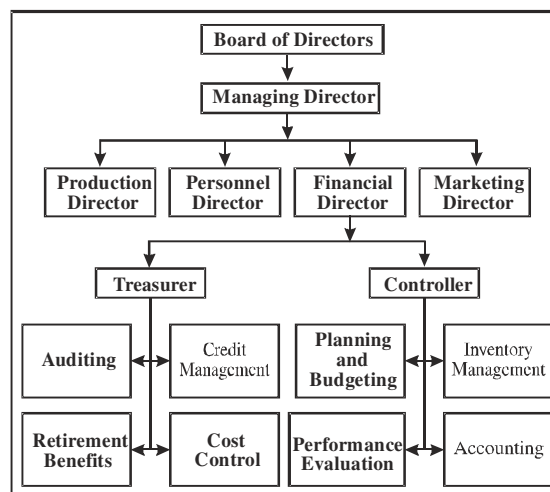 Board of Directors
Managing Director
Production
Director
Personnel
Director
Financial
Director
Marketing
Director
Treasurer
Controller
Auditing
Credit
Management
Planning
and
Budgeting
Inventory
Management
Retirement
Benefits
Cost
Control
Performance
Evaluation
Accounting